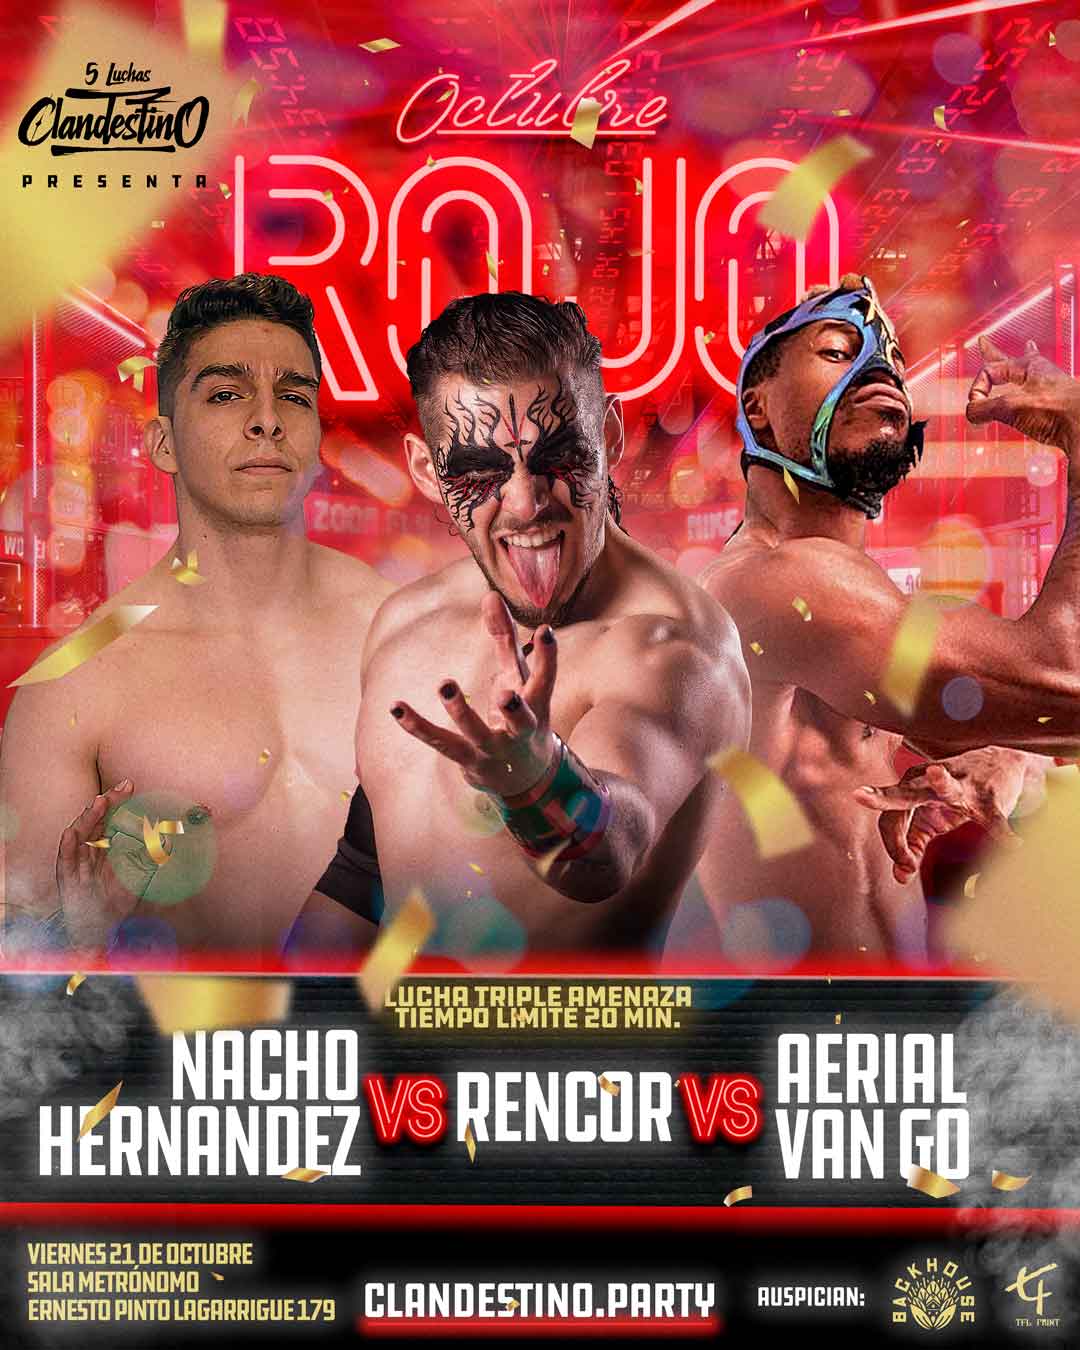 5 Luchas
Clandestino
PRESENTA
Octubre
ROJO
LUCHA TRIPLE AMENAZA
TIEMPO LIMITE 20 MIN.
NACHO
HERNANDEZ
VS
RENCOR
VS
AERIAL
VAN GO
VIERNES 21 DE OCTUBRE
SALA METRÓNOMO
ERNESTO PINTO LAGARRIGUE 179
CLANDESTINO.PARTY
AUSPICIAN:
BACKHOUSE
TFL PRINT